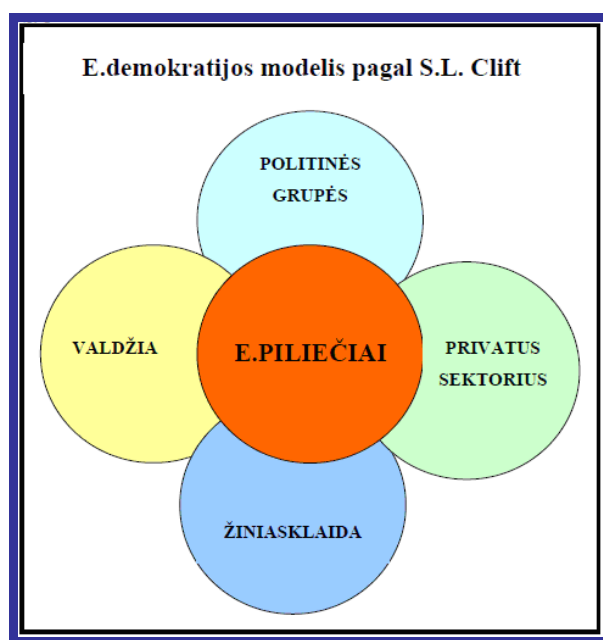 E.demokratijos modelis pagal S.L. Clift
POLITINĖS
GRUPĖS
VALDŽIA
E.PILIEČIAI
PRIVATUS
SEKTORIUS
ŽINIASKLAIDA